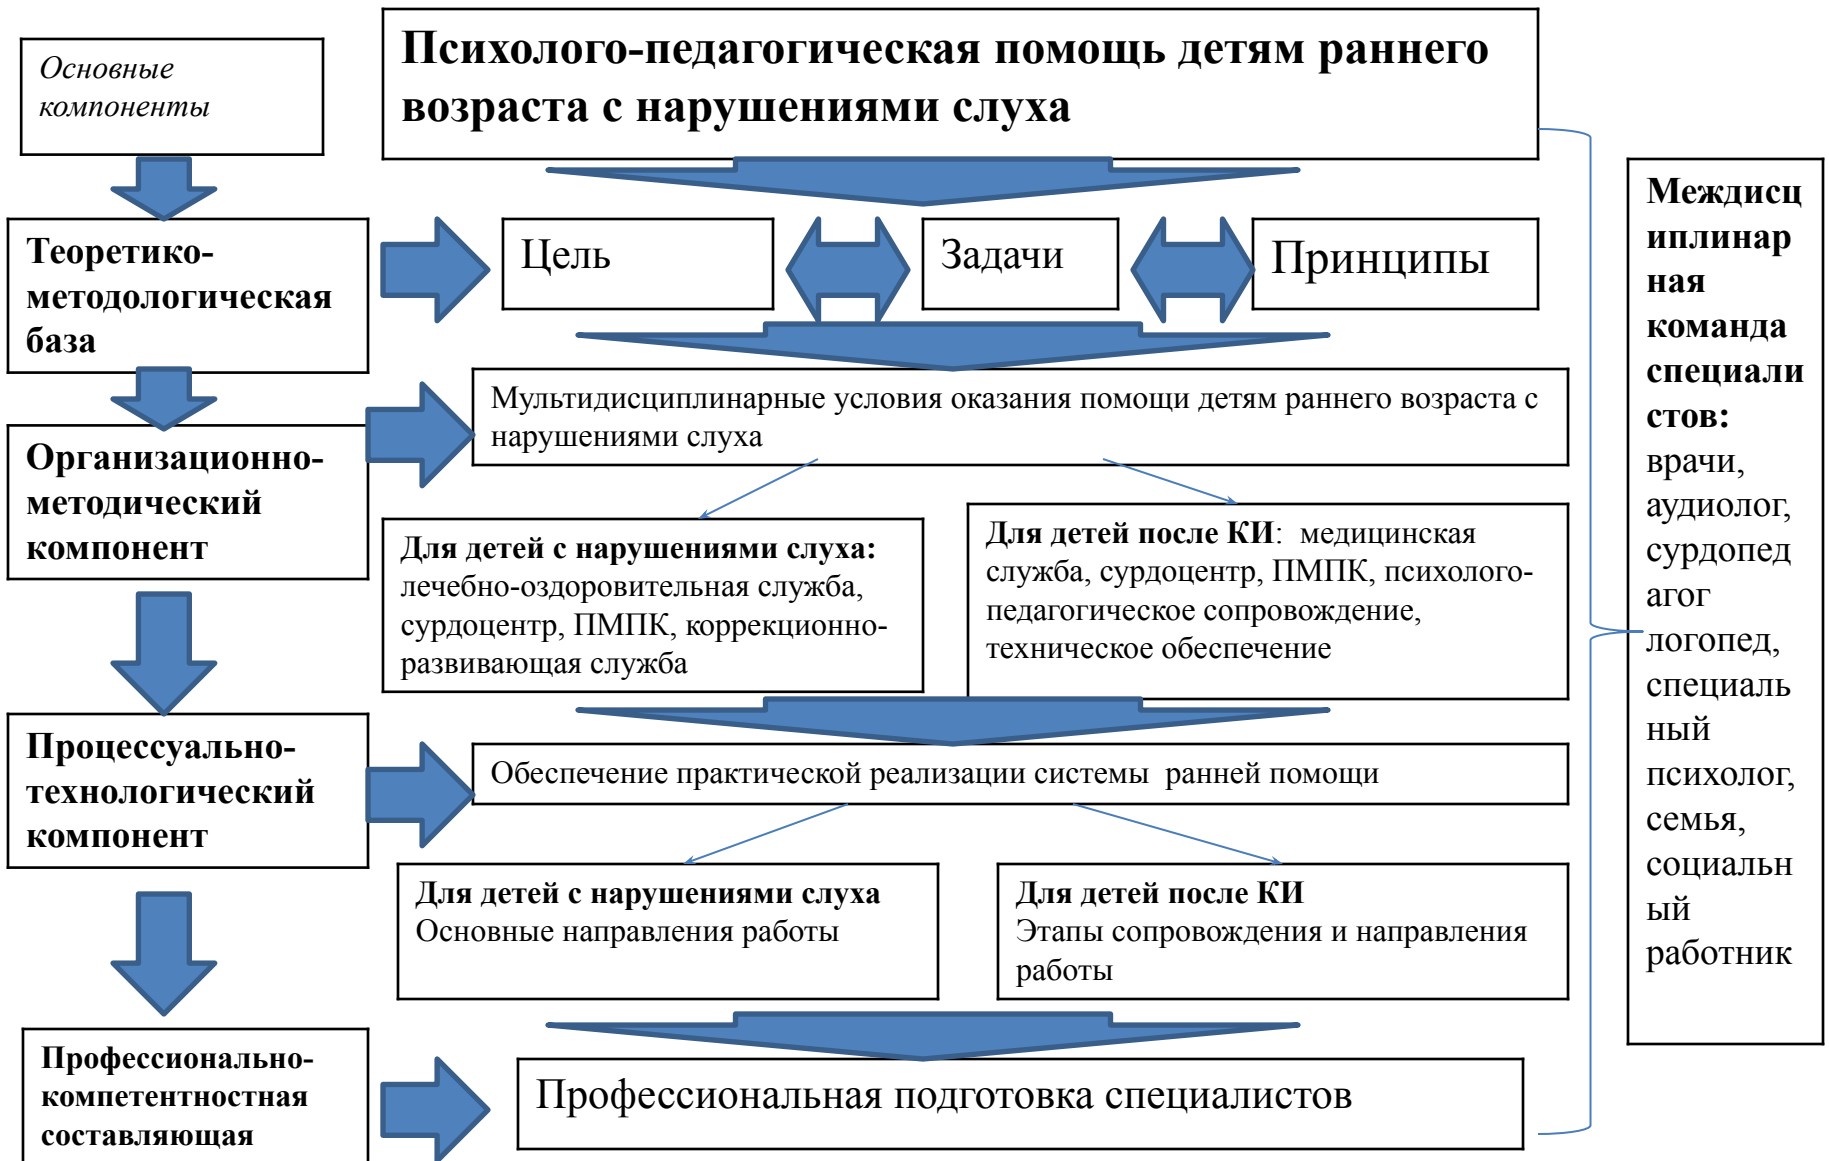 Основные
компоненты
Психолого-педагогическая помощь детям раннего
возраста с нарушениями слуха
Теоретико-
методологическая
база
Цель
Задачи
Принципы
Организационно-
методический
компонент
Мультидисциплинарные условия оказания помощи детям раннего возраста с
нарушениями слуха
Для детей с нарушениями слуха:
лечебно-оздоровительная служба,
сурдоцентр, ПМПК, коррекционно-
развивающая служба
Для детей после КИ:  медицинская
служба, сурдоцентр, ПМПК, психолого-
педагогическое сопровождение,
техническое обеспечение
Процессуально-
технологический
компонент
Обеспечение практической реализации системы  ранней помощи
Для детей с нарушениями слуха
Основные направления работы
Для детей после КИ
Этапы сопровождения и направления
работы
Профессионально-
компетентностная
составляющая
Профессиональная подготовка специалистов
Междисц
иплинар
ная
команда
специали
стов:
врачи,
аудиолог,
сурдопед
агог
логопед,
специаль
ный
психолог,
семья,
социальн
ый
работник